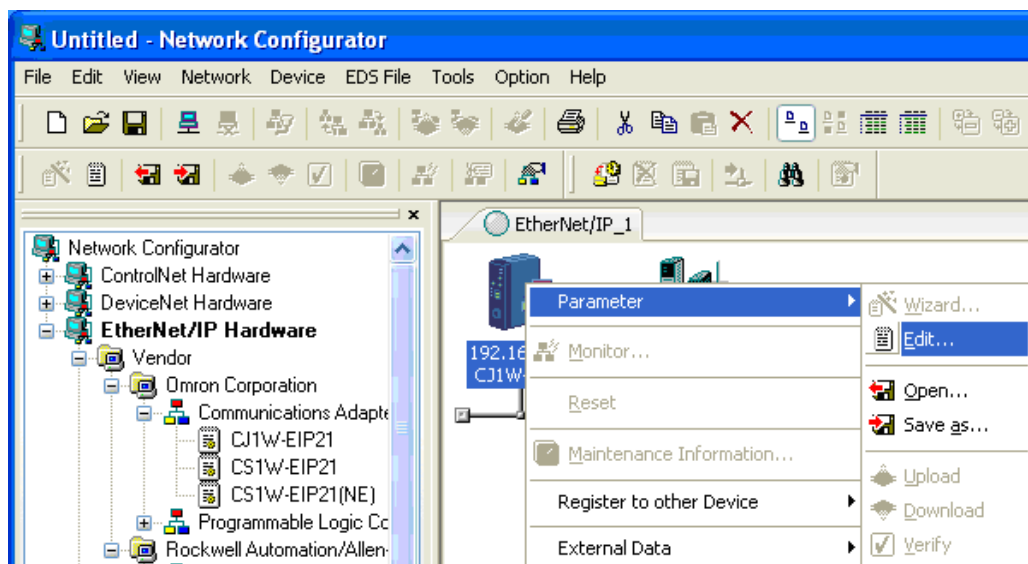 Untitled - Network Configurator
File Edit View Network Device EDS File Tools Option Help
Network Configurator
ControlNet Hardware
DeviceNet Hardware
EtherNet/IP Hardware
Vendor
Omron Corporation
Communications Adapte
CJ1W-EIP21
CS1W-EIP21
CS1W-EIP21(NE)
Programmable Logic Cc
Rockwell Automation/Allen-
EtherNet/IP_1
192.16
CJ1W-
Parameter
Monitor...
Reset
Maintenance Information...
Register to other Device
External Data
Wizard...
Edit...
Open...
Save as...
Upload
Download
Verify